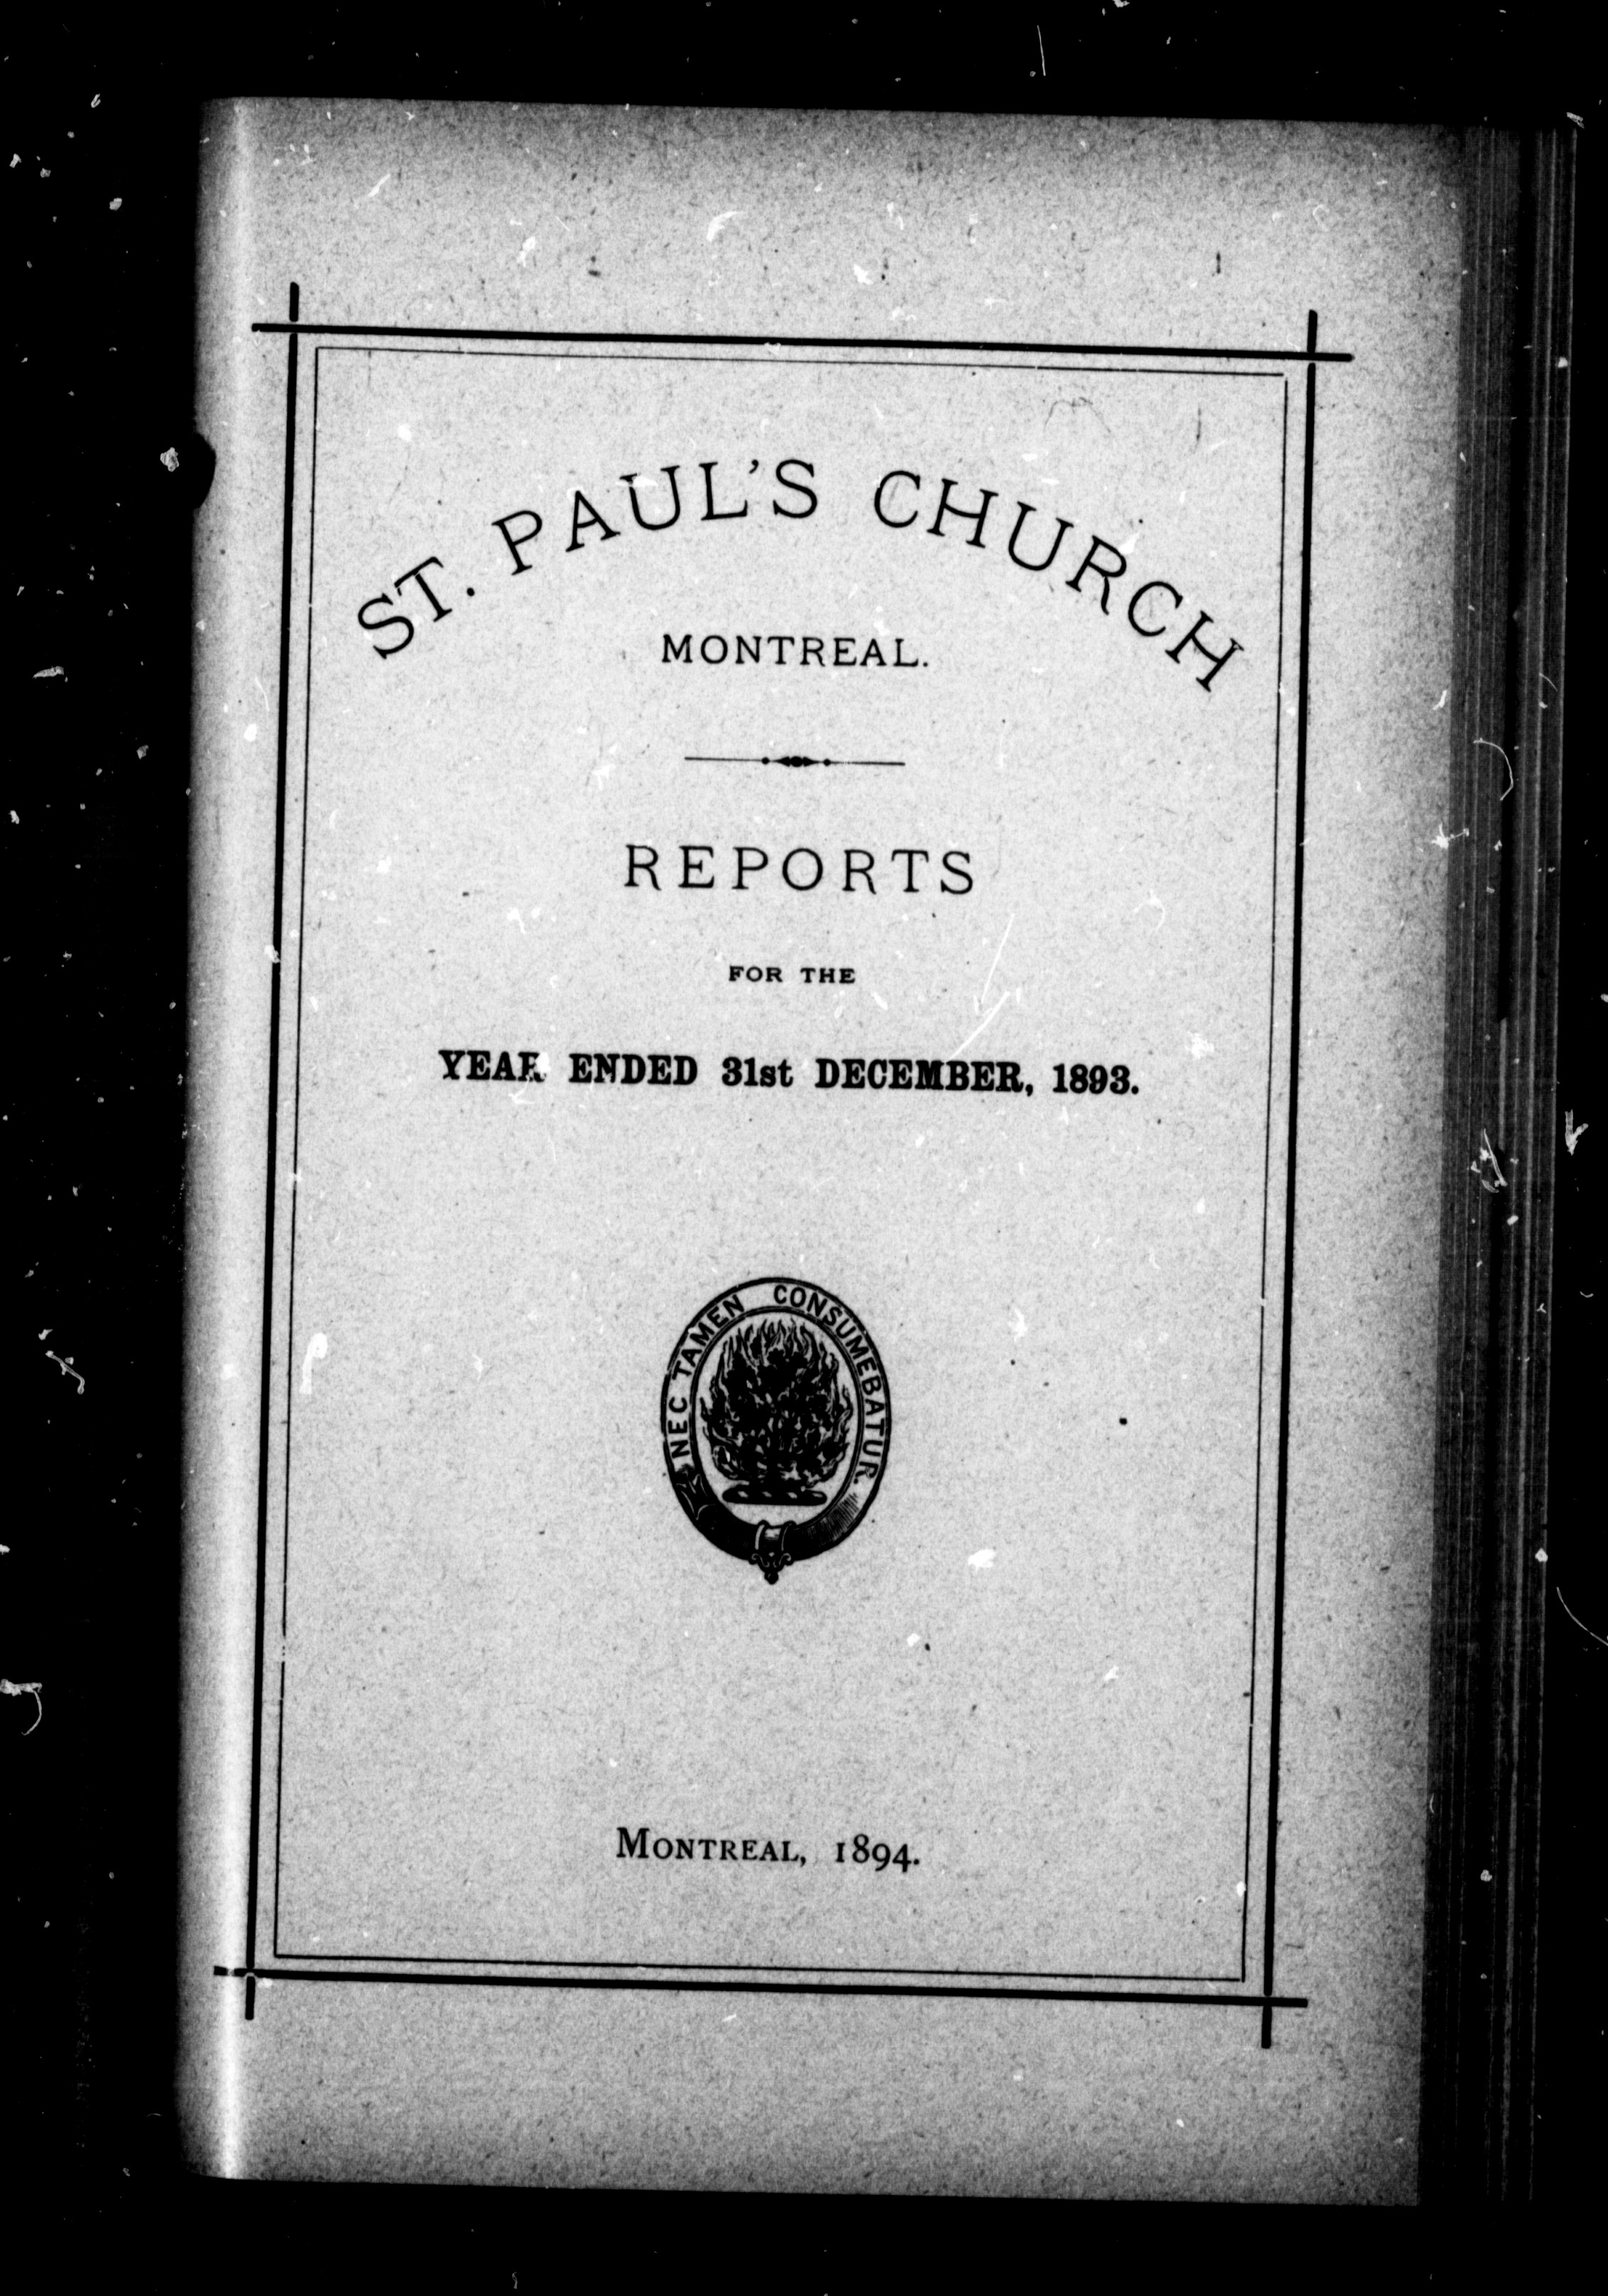 ST. PAUL'S CHURCH
MONTREAL.
REPORTS
FOR THE
YEAR ENDED 31st DECEMBER, 1893.
NEC TAMEN CONSUMEBATUR.
MONTREAL, 1894.